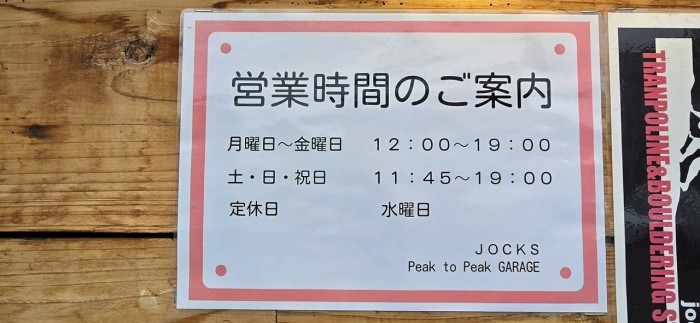 営業時間のご案内
月曜日～金曜日　１２：００～１９：００
土・日・祝日　１１：４５～１９：００
定休日　水曜日
ＪＯＣＫＳ
Peak to Peak GARAGE
TRANPOLINE&BOULDERING S
jo